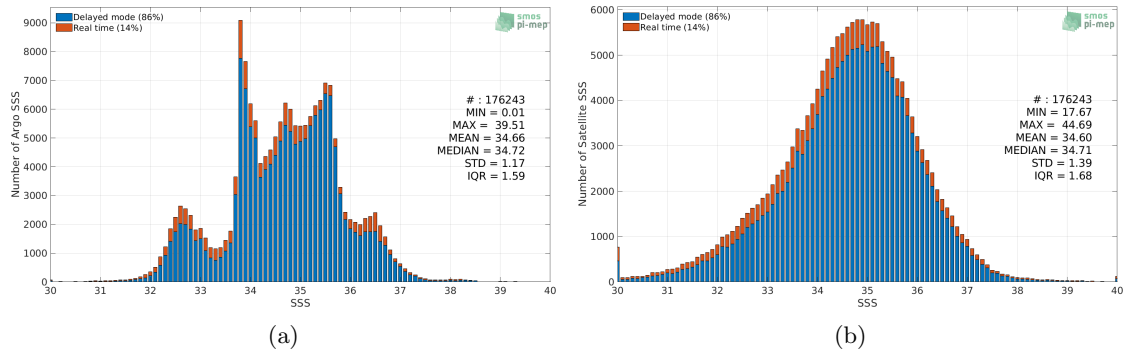 Delayed mode (86%)
Real time (14%)
smos
pi-mep
9000
8000
7000
6000
5000
4000
3000
2000
1000
0
Number of Argo SSS
# : 176243
MIN = 0.01
MAX = 39.51
MEAN = 34.66
MEDIAN = 34.72
STD = 1.17
IQR = 1.59
30 31 32 33 34 35 36 37 38 39 40
SSS
(a)
Delayed mode (86%)
Real time (14%)
smos
pi-mep
6000
5000
4000
3000
2000
1000
0
Number of Satellite SSS
# : 176243
MIN = 17.67
MAX = 44.69
MEAN = 34.60
MEDIAN = 34.71
STD = 1.39
IQR = 1.68
30 31 32 33 34 35 36 37 38 39 40
SSS
(b)